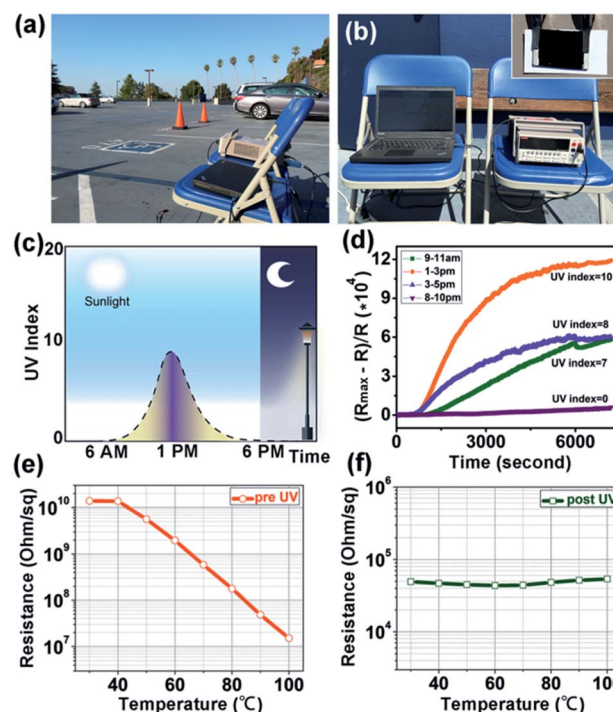 (a)
(b)
(c)
20
10
0
UV Index
Sunlight
6 AM
1 PM
6 PM
Time
(d)
12
9
6
3
0
(Rmax - R)/R (*10⁴)
9-11am
1-3pm
3-5pm
8-10pm
UV index=10
UV index=8
UV index=7
UV index=0
0
3000
6000
Time (second)
(e)
pre UV
10¹⁰
10⁹
10⁸
10⁷
Resistance (Ohm/sq)
40
60
80
100
Temperature (℃)
(f)
post UV
10⁶
10⁵
10⁴
Resistance (Ohm/sq)
40
60
80
100
Temperature (℃)